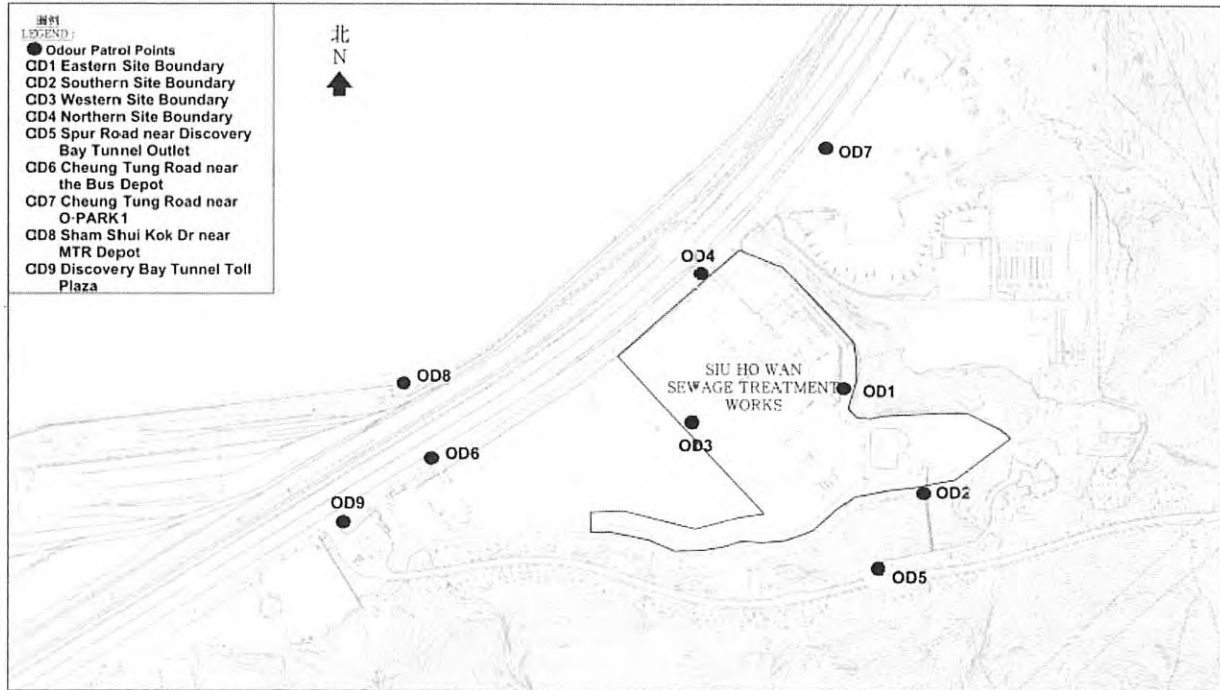 圖例
LEGEND :
Odour Patrol Points
OD1 Eastern Site Boundary
OD2 Southern Site Boundary
OD3 Western Site Boundary
OD4 Northern Site Boundary
OD5 Spur Road near Discovery
Bay Tunnel Outlet
OD6 Cheung Tung Road near
the Bus Depot
OD7 Cheung Tung Road near
O·PARK1
OD8 Sham Shui Kok Dr near
MTR Depot
OD9 Discovery Bay Tunnel Toll
Plaza
北
N
OD7
OD4
SIU HO WAN
SEWAGE TREATMENT
WORKS
OD8
OD1
OD3
OD6
OD2
OD9
OD5